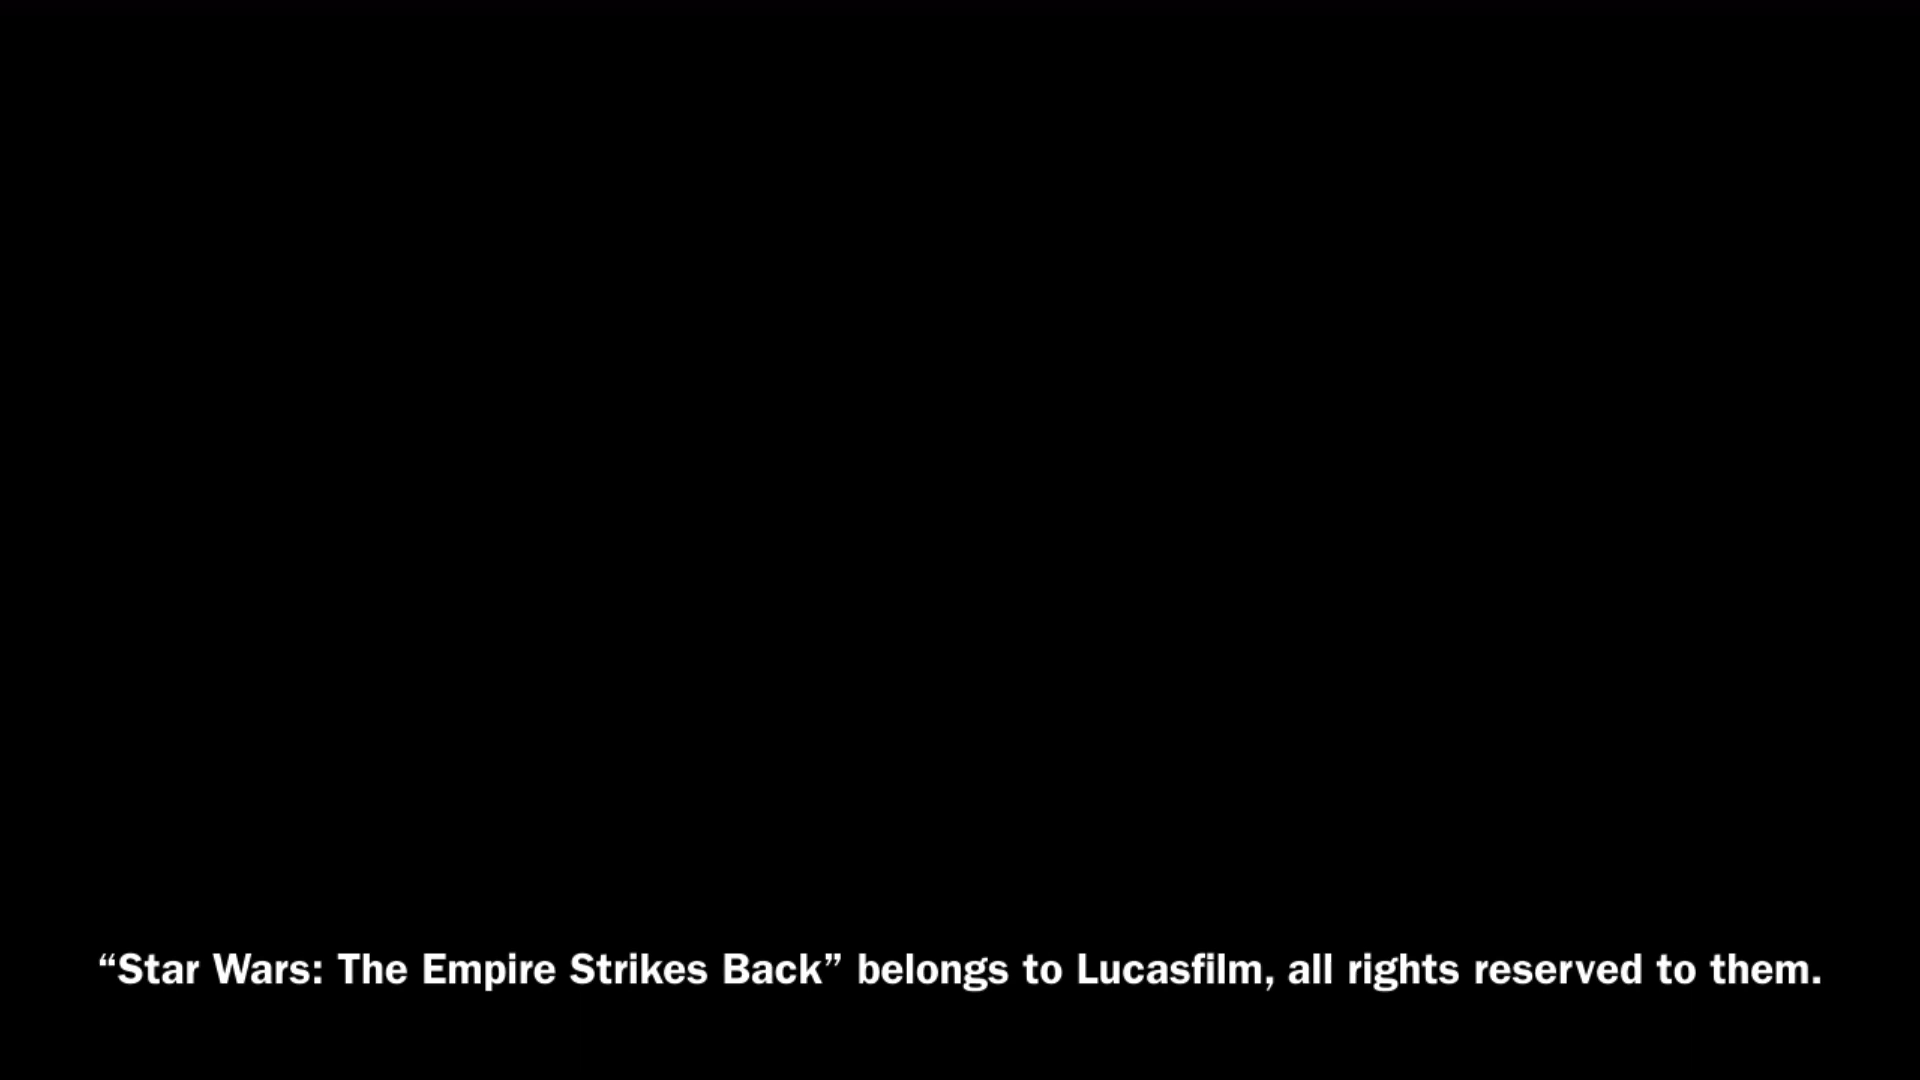 “Star Wars: The Empire Strikes Back” belongs to Lucasfilm, all rights reserved to them.